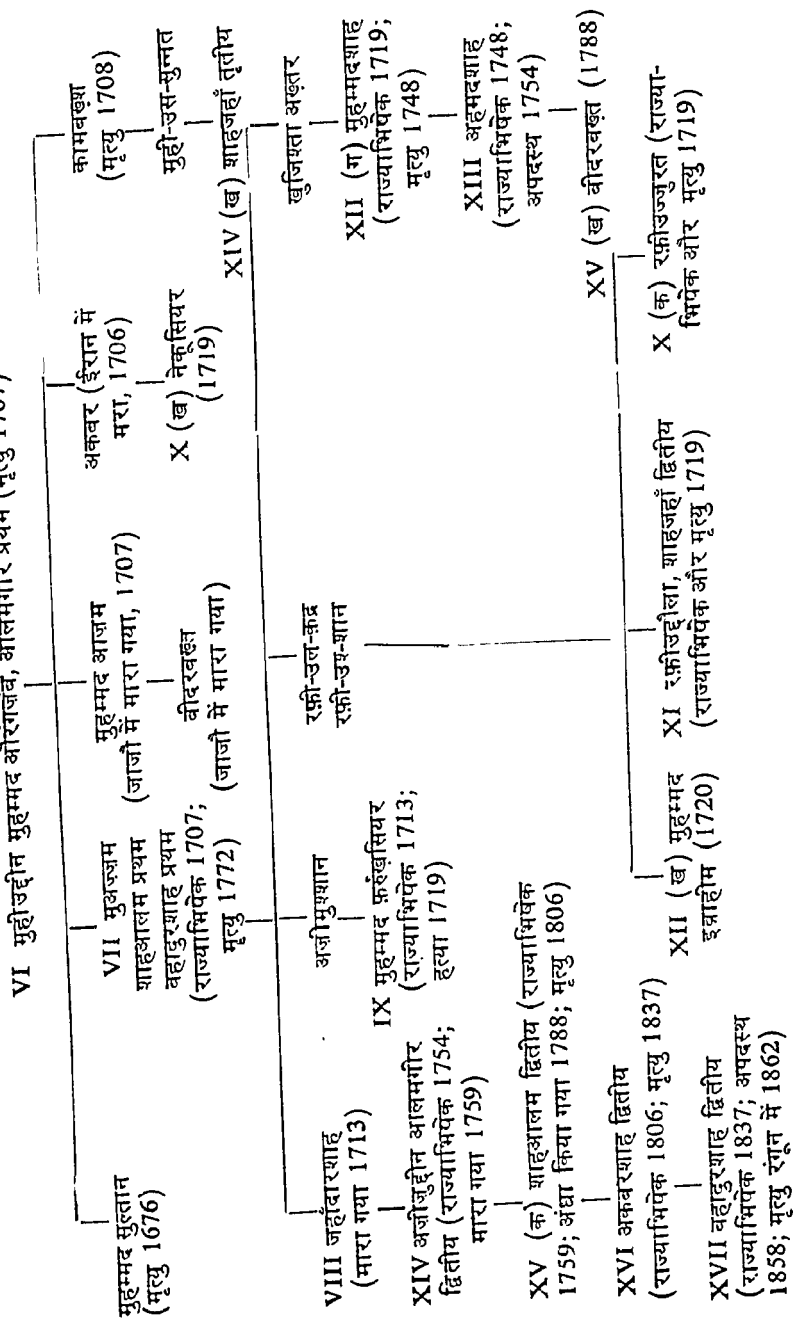 VI मुहीउद्दीन मुहम्मद औरंगज़ेब, आलमगीर प्रथम (मृत्यु 1707)
मुहम्मद सुल्तान
(मृत्यु 1676)
VII मुअज़्ज़म
शाहआलम प्रथम
बहादुरशाह प्रथम
(राज्याभिषेक 1707;
मृत्यु 1772)
मुहम्मद आजम
(जाजौ में मारा गया, 1707)
बीदरबख़्त
(जाजौ में मारा गया)
अकबर (ईरान में
मरा, 1706)
X (ख) नेकूसियर
(1719)
कामबख़्श
(मृत्यु 1708)
मुही-उस-सुन्नत
XIV (ख) शाहजहाँ तृतीय
VIII जहाँदारशाह
(मारा गया 1713)
XIV अज़ीज़ुद्दीन आलमगीर
द्वितीय (राज्याभिषेक 1754;
मारा गया 1759)
XV (क) शाहआलम द्वितीय (राज्याभिषेक
1759; अंधा किया गया 1788; मृत्यु 1806)
XVI अकबरशाह द्वितीय
(राज्याभिषेक 1806; मृत्यु 1837)
XVII बहादुरशाह द्वितीय
(राज्याभिषेक 1837; अपदस्थ
1858; मृत्यु रंगून में 1862)
अज़ीमुश्शान
IX मुहम्मद फ़र्रुख़सियर
(राज्याभिषेक 1713;
हत्या 1719)
रफ़ी-उल-क़द्र
रफ़ी-उश-शान
खुजिश्ता अख़्तर
XII (ग) मुहम्मदशाह
(राज्याभिषेक 1719;
मृत्यु 1748)
XIII अहमदशाह
(राज्याभिषेक 1748;
अपदस्थ 1754)
XV (ख) बीदरबख़्त (1788)
XII (ख) मुहम्मद
इब्राहीम (1720)
XI रफ़ीउद्दौला, शाहजहाँ द्वितीय
(राज्याभिषेक और मृत्यु 1719)
X (क) रफ़ीउज्जुरत (राज्या-
भिषेक और मृत्यु 1719)